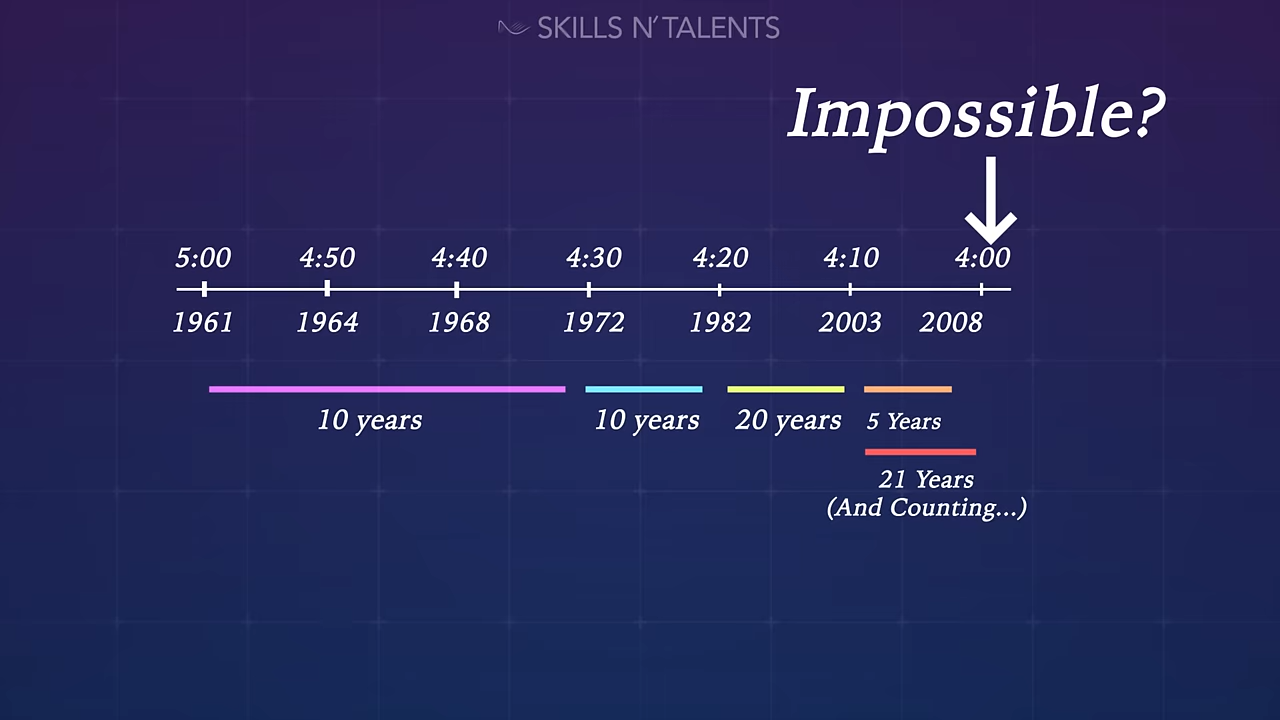 SKILLS N' TALENTS
Impossible?
5:00 4:50 4:40 4:30 4:20 4:10 4:00
1961 1964 1968 1972 1982 2003 2008
10 years 10 years 20 years 5 Years
21 Years
(And Counting...)